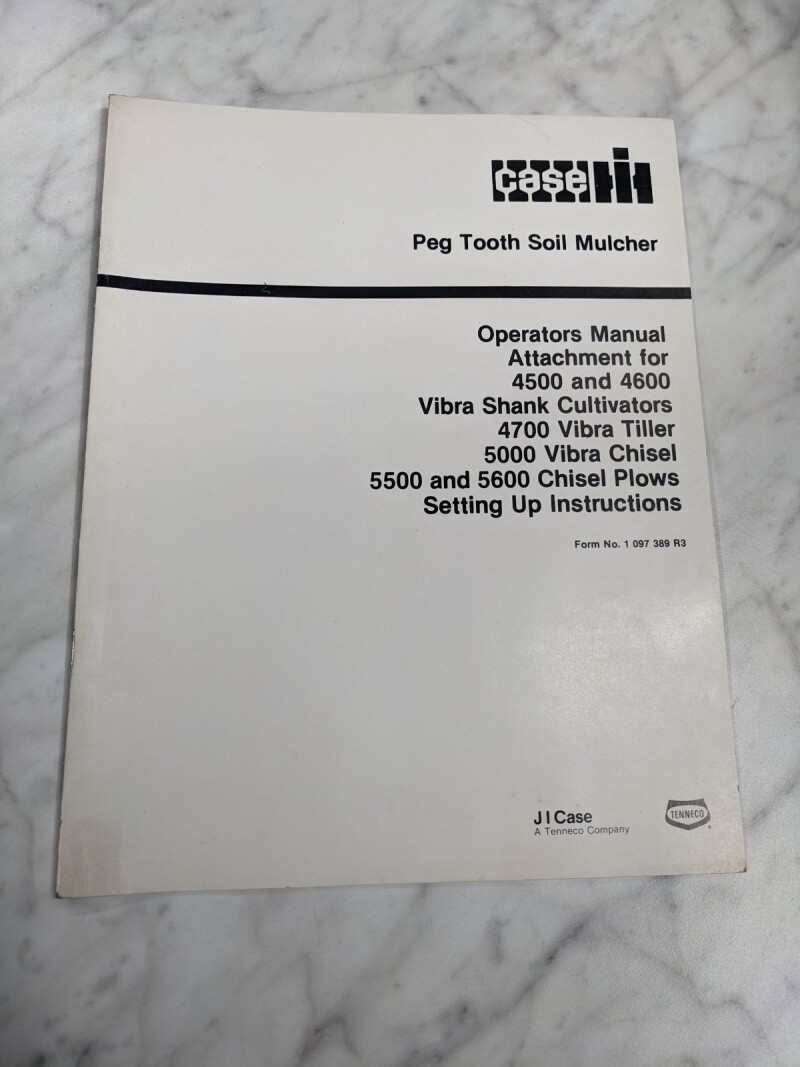 case IH
Peg Tooth Soil Mulcher
Operators Manual
Attachment for
4500 and 4600
Vibra Shank Cultivators
4700 Vibra Tiller
5000 Vibra Chisel
5500 and 5600 Chisel Plows
Setting Up Instructions
Form No. 1 097 389 R3
J I Case
A Tenneco Company
TENNECO